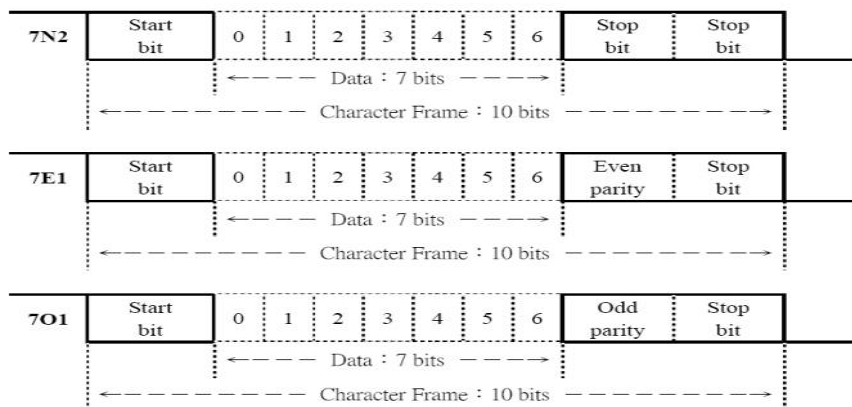 7N2 Start bit 0 1 2 3 4 5 6 Stop bit Stop bit
Data : 7 bits
Character Frame : 10 bits
7E1 Start bit 0 1 2 3 4 5 6 Even parity Stop bit
Data : 7 bits
Character Frame : 10 bits
7O1 Start bit 0 1 2 3 4 5 6 Odd parity Stop bit
Data : 7 bits
Character Frame : 10 bits